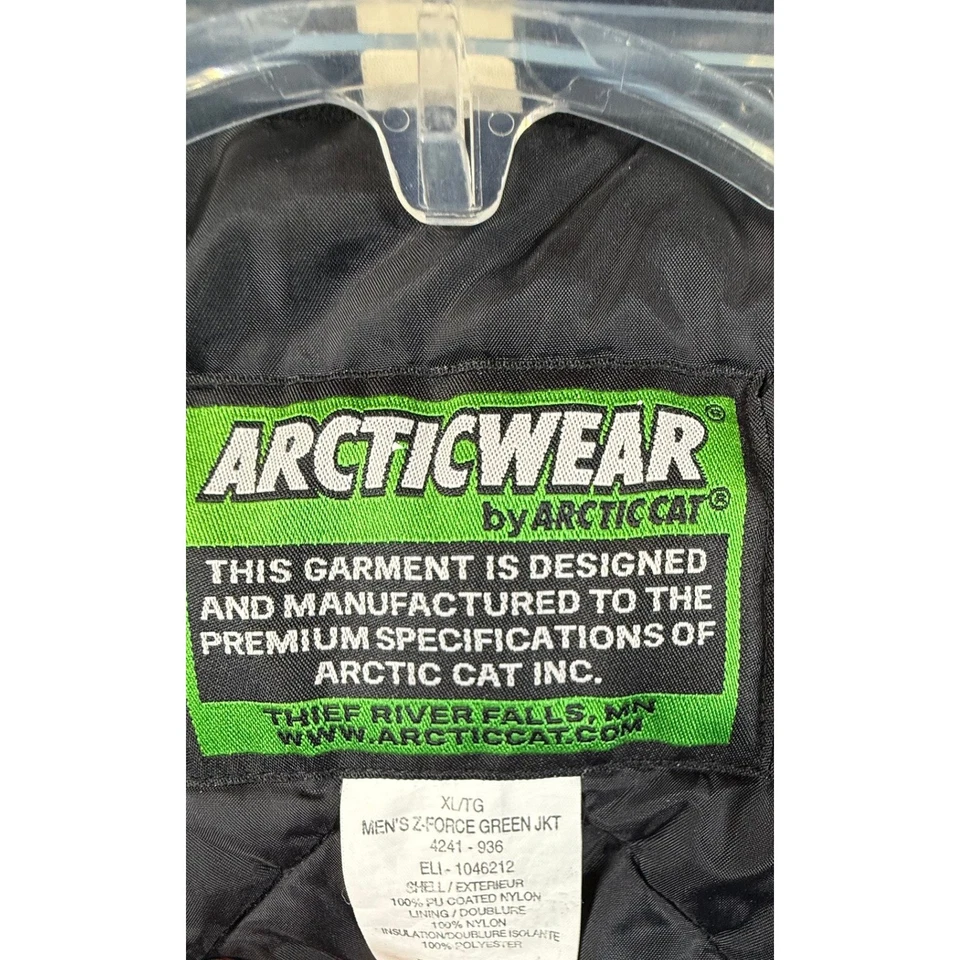 ARCTICWEAR®
by ARCTIC CAT®
THIS GARMENT IS DESIGNED
AND MANUFACTURED TO THE
PREMIUM SPECIFICATIONS OF
ARCTIC CAT INC.
THIEF RIVER FALLS, MN
WWW.ARCTICCAT.COM
XL/TG
MEN'S Z-FORCE GREEN JKT
4241 - 936
ELI - 1046212
SHELL / EXTERIEUR
100% PU COATED NYLON
LINING / DOUBLURE
100% NYLON
INSULATION/DOUBLURE ISOLANTE
100% POLYESTER